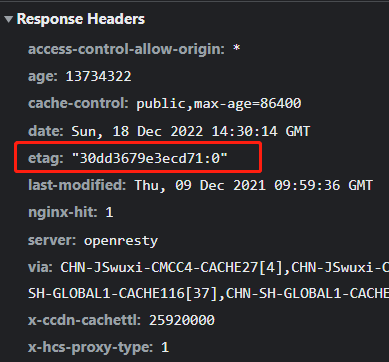 Response Headers
access-control-allow-origin: *
age: 13734322
cache-control: public,max-age=86400
date: Sun, 18 Dec 2022 14:30:14 GMT
etag: "30dd3679e3ecd71:0"
last-modified: Thu, 09 Dec 2021 09:59:36 GMT
nginx-hit: 1
server: openresty
via: CHN-JSwuxi-CMCC4-CACHE27[4],CHN-JS
SH-GLOBAL1-CACHE116[37],CHN-SH-GLOBAL1-CACHE
x-ccdn-cachettl: 25920000
x-hcs-proxy-type: 1